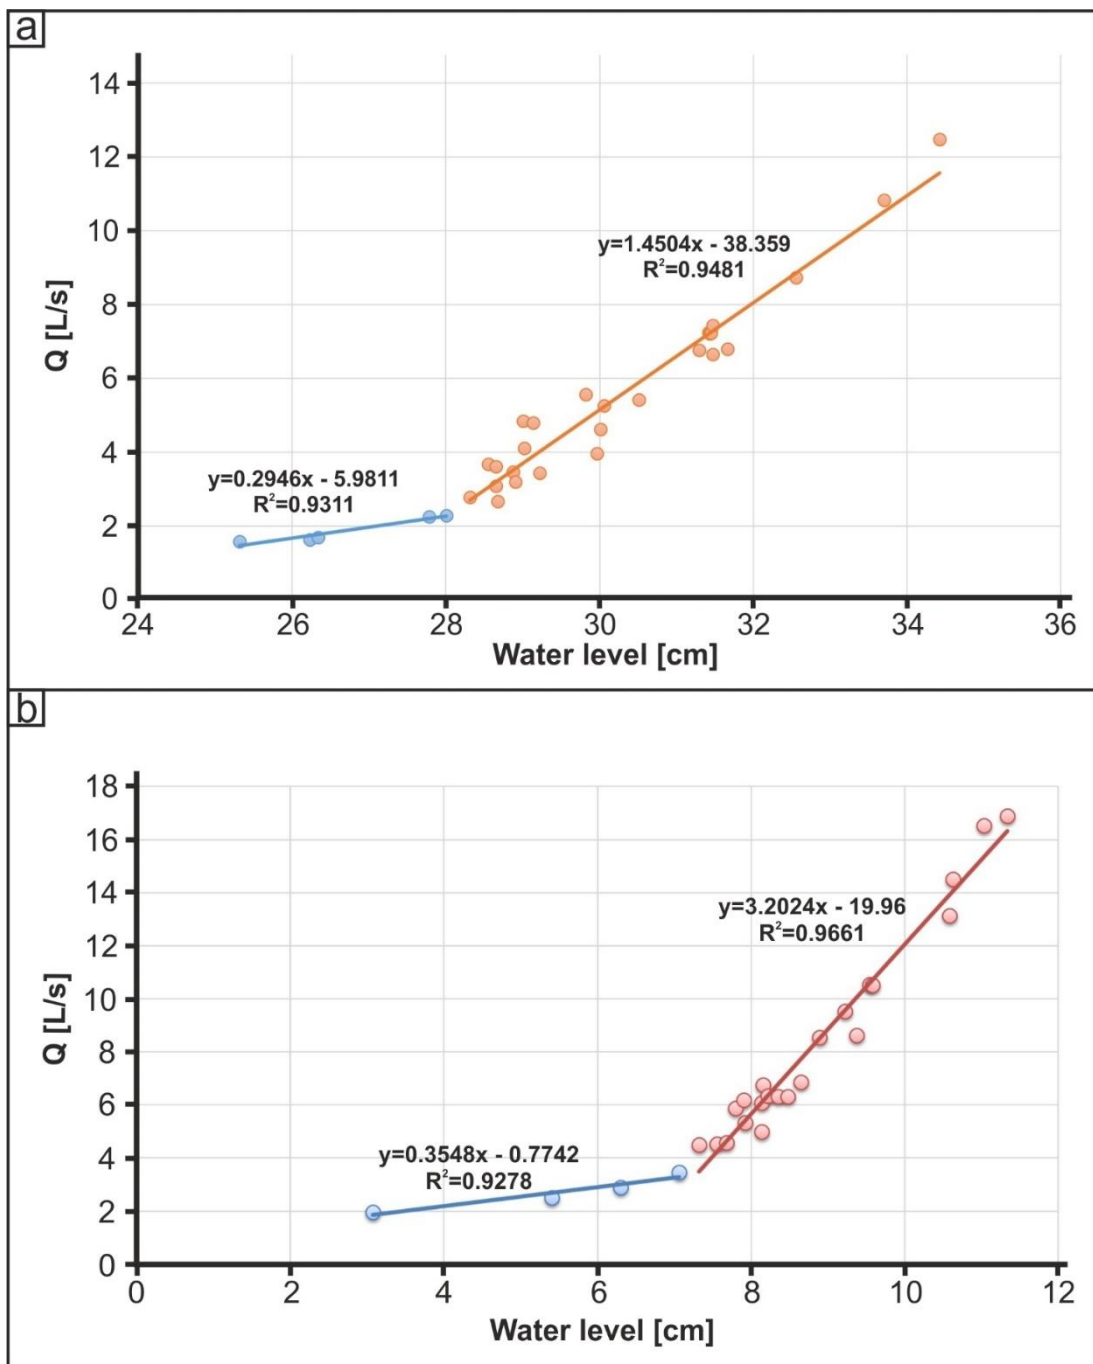 a
14
12
10
8
6
4
2
0
Q [L/s]
y=1.4504x - 38.359
R²=0.9481
y=0.2946x - 5.9811
R²=0.9311
24 26 28 30 32 34 36
Water level [cm]
b
18
16
14
12
10
8
6
4
2
0
Q [L/s]
y=3.2024x - 19.96
R²=0.9661
y=0.3548x - 0.7742
R²=0.9278
0 2 4 6 8 10 12
Water level [cm]